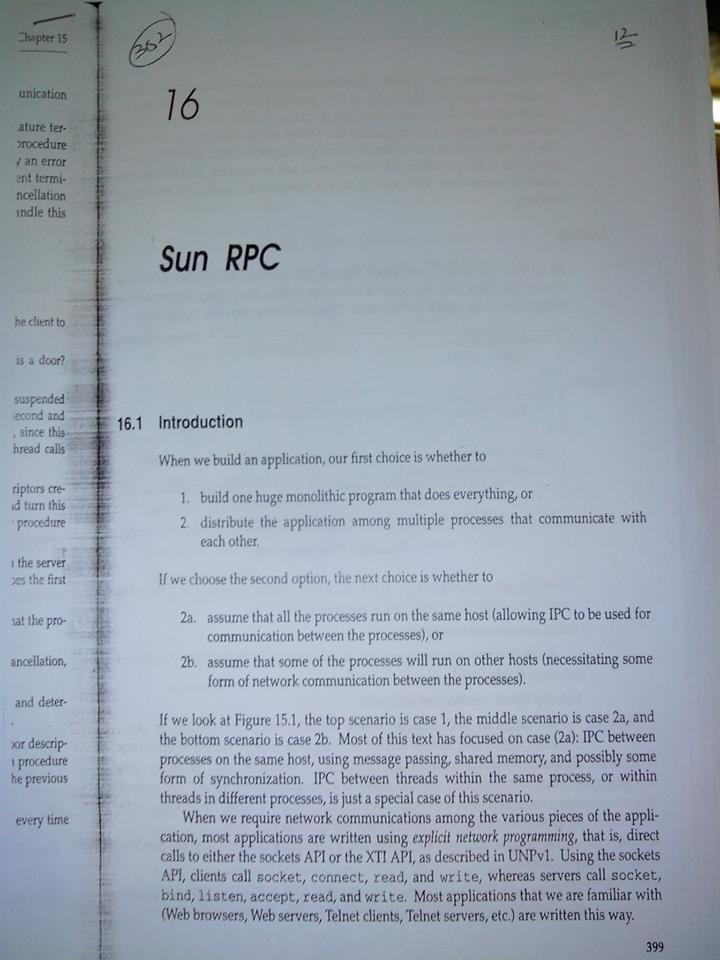 Chapter 15
unication
ature ter-
procedure
y an error
ent termi-
ncellation
andle this
he client to
is a door?
suspended
econd and
, since this
hread calls
riptors cre-
nd turn this
procedure
the server
oes the first
hat the pro-
ancellation,
and deter-
or descrip-
procedure
he previous
every time
362
12
16
Sun RPC
16.1 Introduction
When we build an application, our first choice is whether to
1. build one huge monolithic program that does everything, or
2. distribute the application among multiple processes that communicate with
each other.
If we choose the second option, the next choice is whether to
2a. assume that all the processes run on the same host (allowing IPC to be used for
communication between the processes), or
2b. assume that some of the processes will run on other hosts (necessitating some
form of network communication between the processes).
If we look at Figure 15.1, the top scenario is case 1, the middle scenario is case 2a, and
the bottom scenario is case 2b. Most of this text has focused on case (2a): IPC between
processes on the same host, using message passing, shared memory, and possibly some
form of synchronization. IPC between threads within the same process, or within
threads in different processes, is just a special case of this scenario.
When we require network communications among the various pieces of the appli-
cation, most applications are written using explicit network programming, that is, direct
calls to either the sockets API or the XTI API, as described in UNPv1. Using the sockets
API, clients call socket, connect, read, and write, whereas servers call socket,
bind, listen, accept, read, and write. Most applications that we are familiar with
(Web browsers, Web servers, Telnet clients, Telnet servers, etc.) are written this way.
399